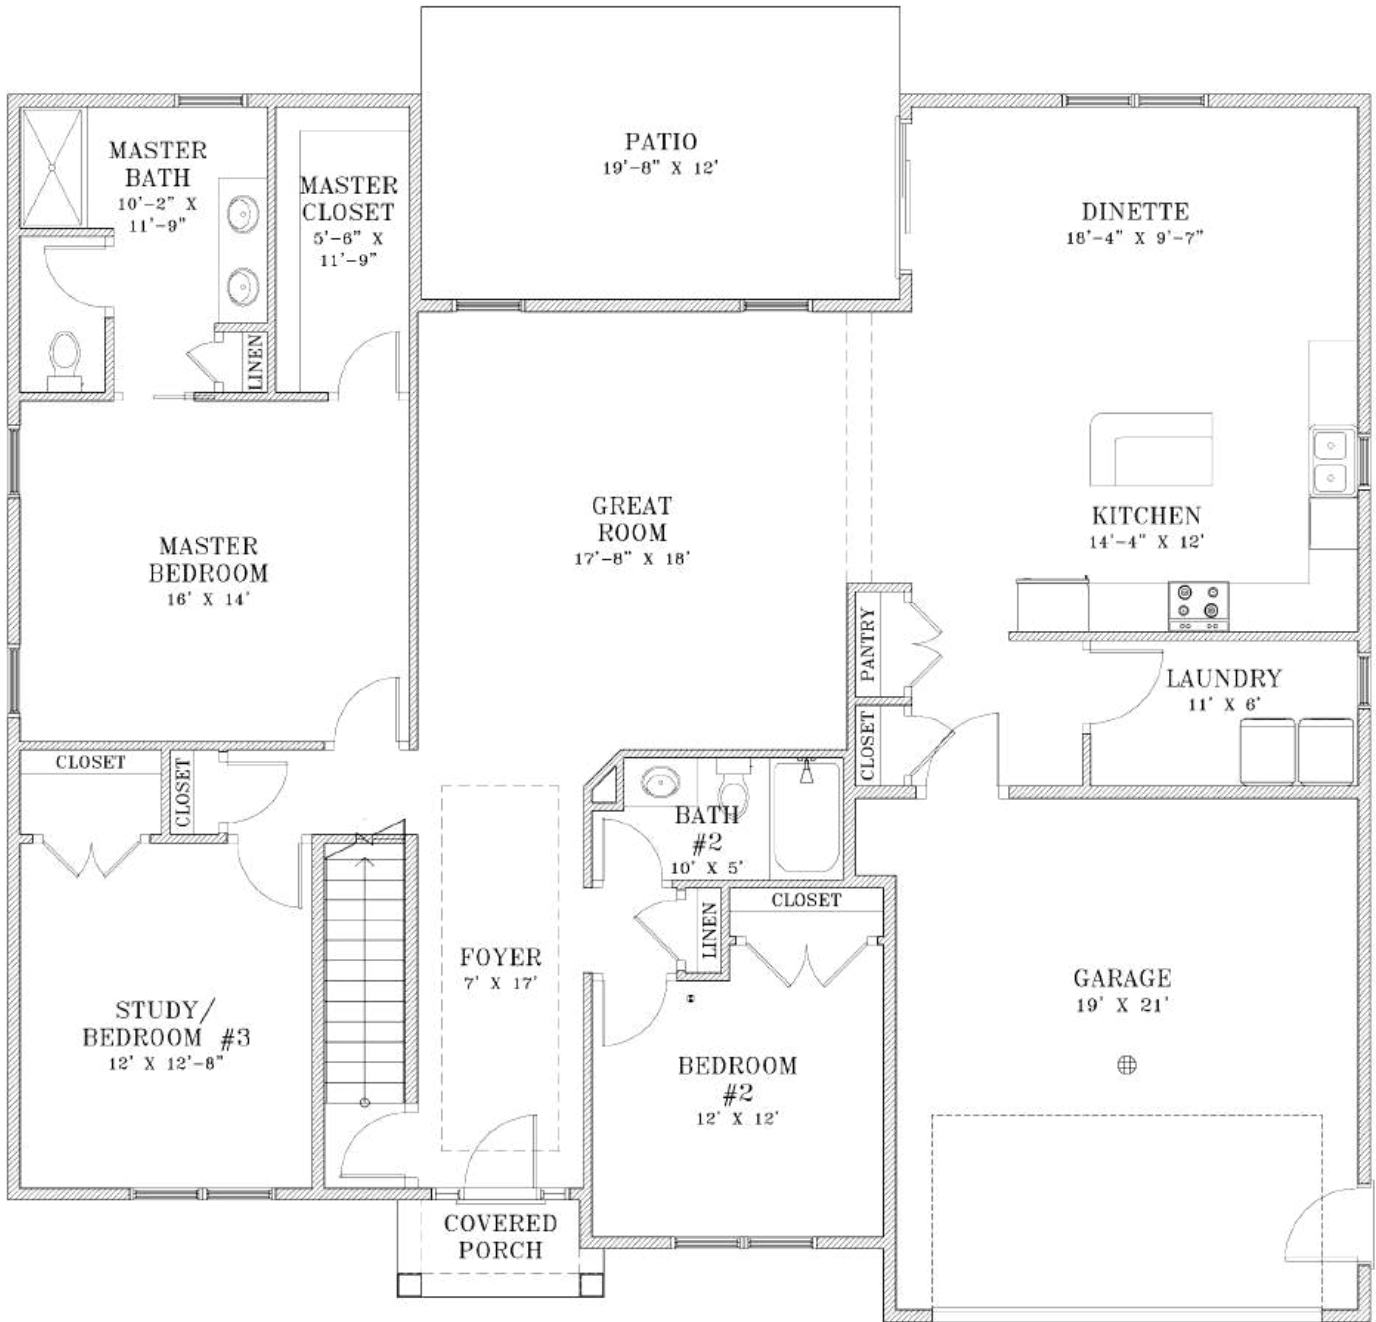 PATIO
19'-8" X 12'
MASTER
BATH
10'-2" X
11'-9"
MASTER
CLOSET
5'-6" X
11'-9"
DINETTE
18'-4" X 9'-7"
LINEN
GREAT
ROOM
17'-8" X 18'
KITCHEN
14'-4" X 12'
MASTER
BEDROOM
16' X 14'
PANTRY
LAUNDRY
11' X 6'
CLOSET
CLOSET
CLOSET
BATH
#2
10' X 5'
CLOSET
LINEN
FOYER
7' X 17'
GARAGE
19' X 21'
STUDY/
BEDROOM #3
12' X 12'-8"
BEDROOM
#2
12' X 12'
COVERED
PORCH